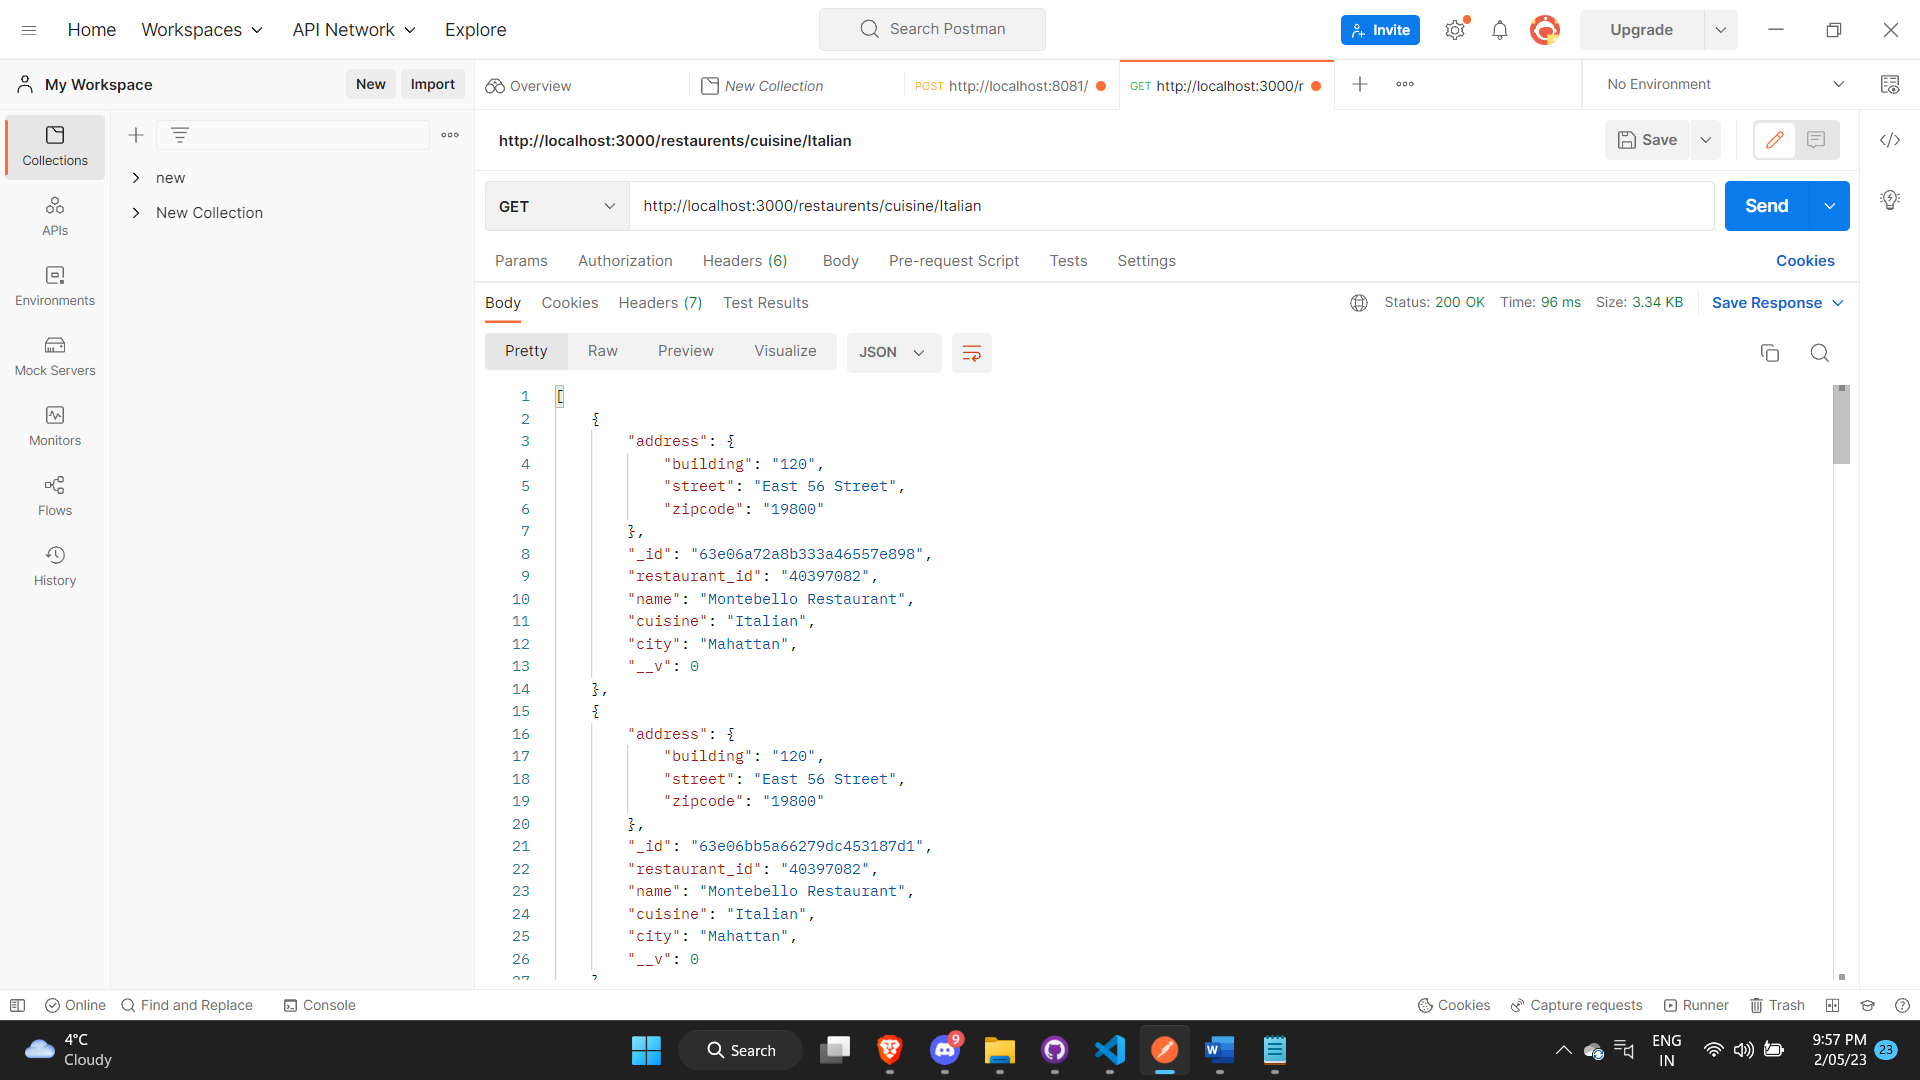 Home Workspaces API Network Explore Search Postman Invite Upgrade
My Workspace New Import Overview New Collection POST http://localhost:8081/ GET http://localhost:3000/r No Environment
Collections
APIs
Environments
Mock Servers
Monitors
Flows
History
new
New Collection
http://localhost:3000/restaurents/cuisine/Italian Save
GET http://localhost:3000/restaurents/cuisine/Italian Send
Params Authorization Headers (6) Body Pre-request Script Tests Settings Cookies
Body Cookies Headers (7) Test Results Status: 200 OK Time: 96 ms Size: 3.34 KB Save Response
Pretty Raw Preview Visualize JSON
1 [
2 {
3 "address": {
4 "building": "120",
5 "street": "East 56 Street",
6 "zipcode": "19800"
7 },
8 "_id": "63e06a72a8b333a46557e898",
9 "restaurant_id": "40397082",
10 "name": "Montebello Restaurant",
11 "cuisine": "Italian",
12 "city": "Mahattan",
13 "__v": 0
14 },
15 {
16 "address": {
17 "building": "120",
18 "street": "East 56 Street",
19 "zipcode": "19800"
20 },
21 "_id": "63e06bb5a66279dc453187d1",
22 "restaurant_id": "40397082",
23 "name": "Montebello Restaurant",
24 "cuisine": "Italian",
25 "city": "Mahattan",
26 "__v": 0
27 }
Online Find and Replace Console Cookies Capture requests Runner Trash
4°C
Cloudy
Search
9
ENG
IN
9:57 PM
2/05/23
23